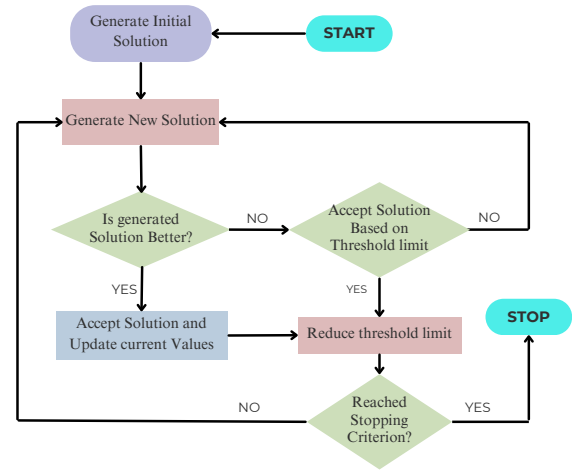 Generate Initial
Solution
START
Generate New Solution
Is generated
Solution Better?
NO
Accept Solution
Based on
Threshold limit
NO
YES
YES
Accept Solution and
Update current Values
Reduce threshold limit
STOP
NO
Reached
Stopping
Criterion?
YES